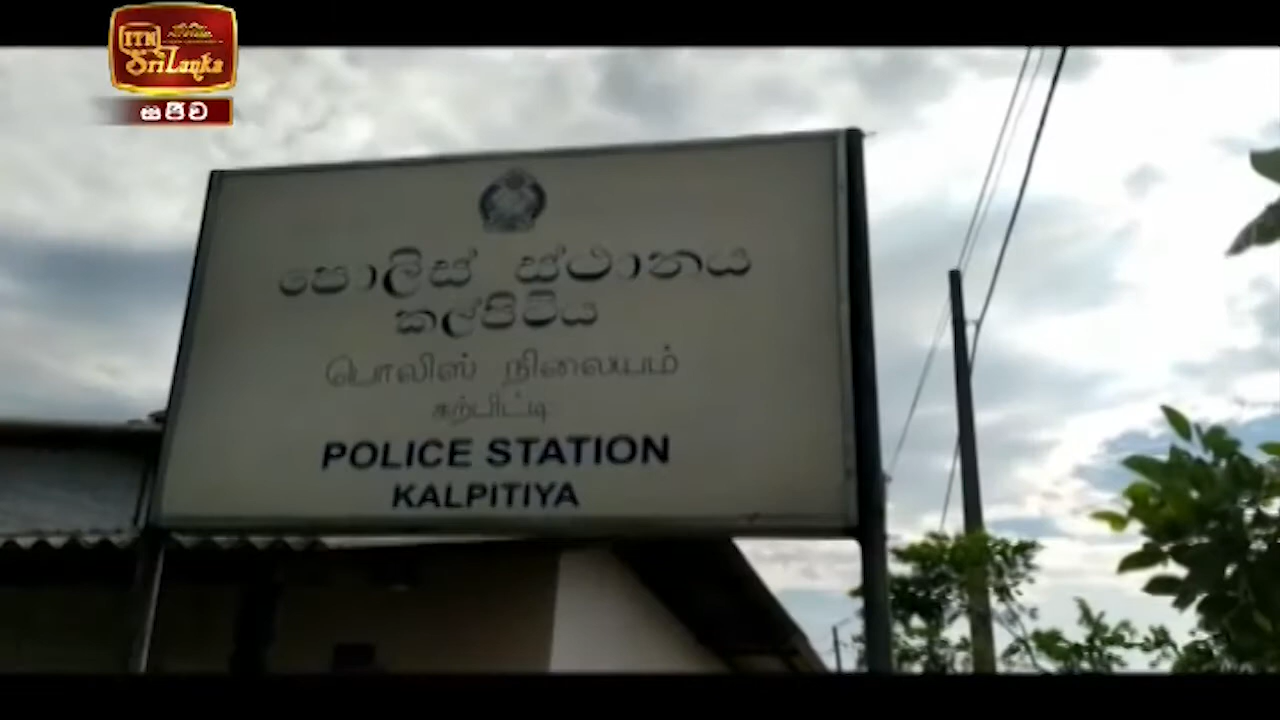 ITN
Sri Lanka
සජීව
පොලිස් ස්ථානය
කල්පිටිය
பொலிஸ் நிலையம்
கற்பிட்டி
POLICE STATION
KALPITIYA